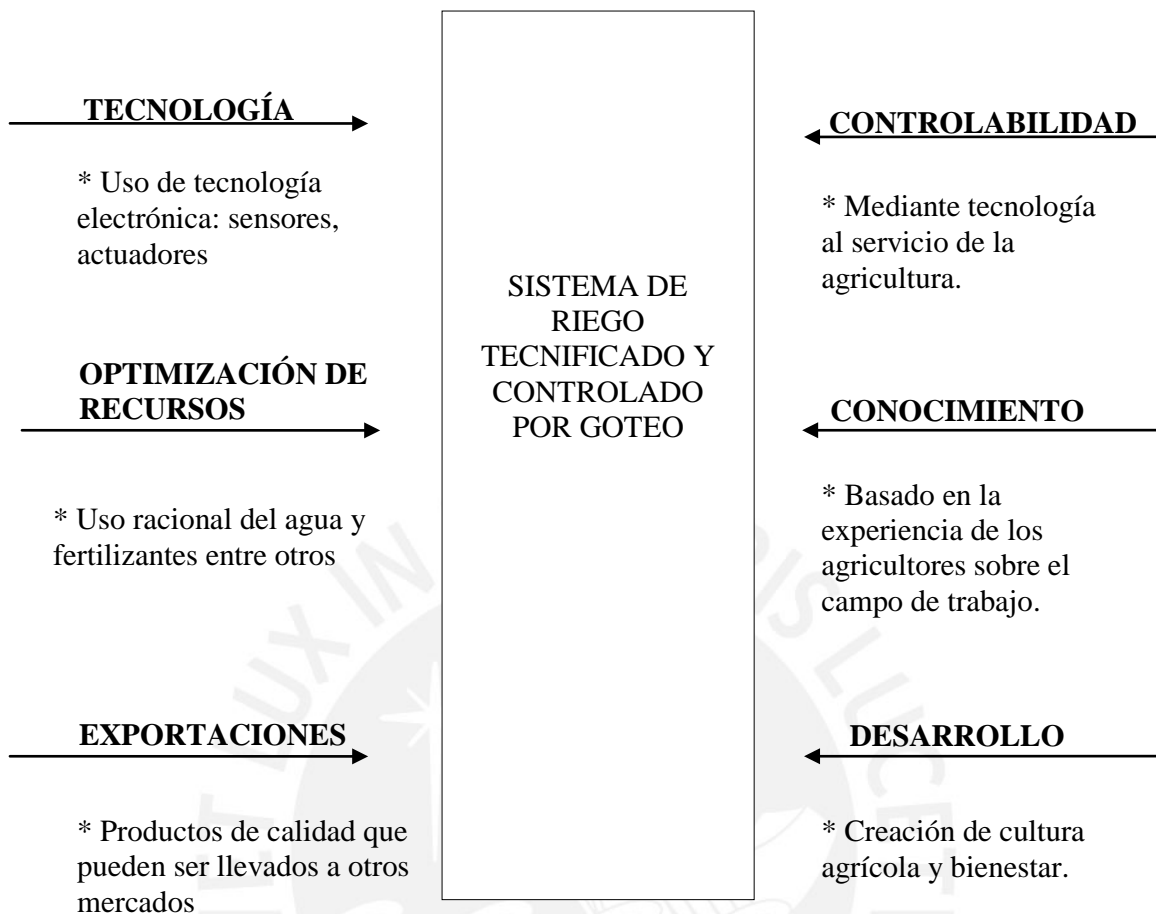 TECNOLOGÍA
* Uso de tecnología
electrónica: sensores,
actuadores
OPTIMIZACIÓN DE
RECURSOS
* Uso racional del agua y
fertilizantes entre otros
EXPORTACIONES
* Productos de calidad que
pueden ser llevados a otros
mercados
SISTEMA DE
RIEGO
TECNIFICADO Y
CONTROLADO
POR GOTEO
CONTROLABILIDAD
* Mediante tecnología
al servicio de la
agricultura.
CONOCIMIENTO
* Basado en la
experiencia de los
agricultores sobre el
campo de trabajo.
DESARROLLO
* Creación de cultura
agrícola y bienestar.
LUX IN
LUCET